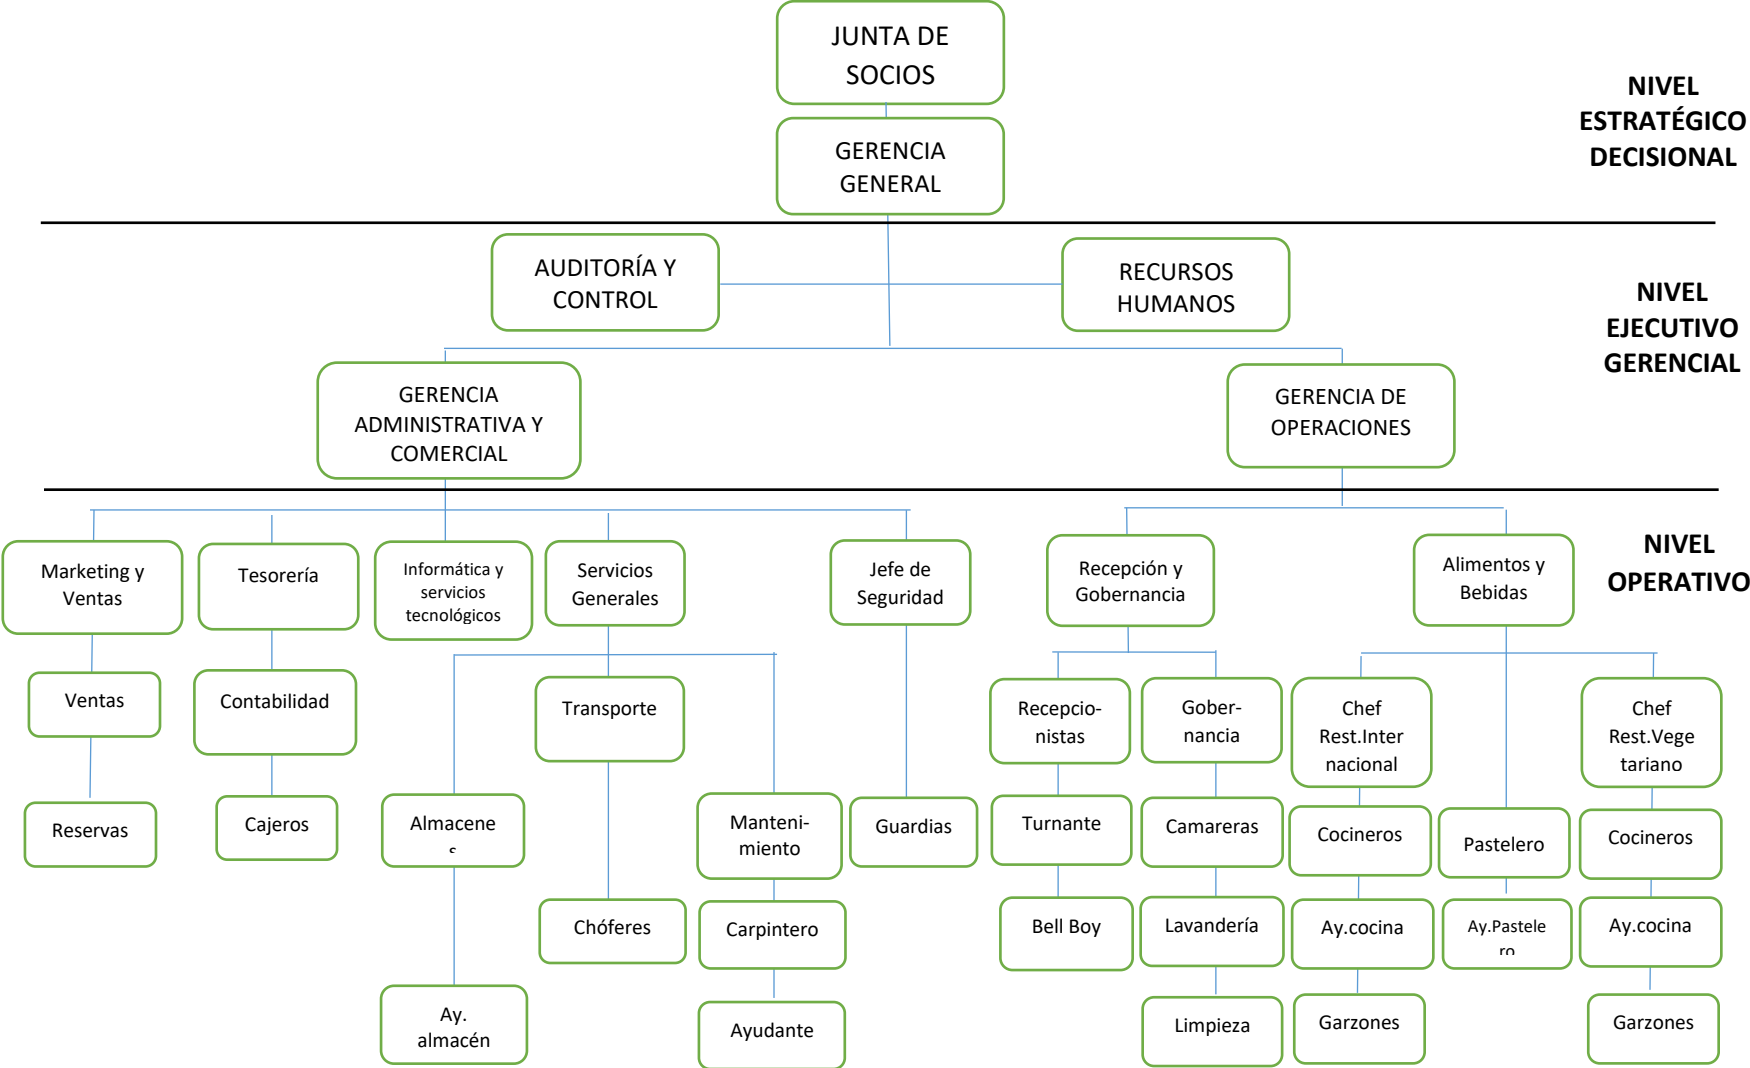 JUNTA DE
SOCIOS
GERENCIA
GENERAL
NIVEL
ESTRATÉGICO
DECISIONAL
AUDITORÍA Y
CONTROL
RECURSOS
HUMANOS
NIVEL
EJECUTIVO
GERENCIAL
GERENCIA
ADMINISTRATIVA Y
COMERCIAL
GERENCIA DE
OPERACIONES
NIVEL
OPERATIVO
Marketing y
Ventas
Tesorería
Informática y
servicios
tecnológicos
Servicios
Generales
Jefe de
Seguridad
Recepción y
Gobernancia
Alimentos y
Bebidas
Ventas
Contabilidad
Transporte
Recepcio-
nistas
Gober-
nancia
Chef
Rest.Inter
nacional
Chef
Rest.Vege
tariano
Reservas
Cajeros
Almacene
s
Manteni-
miento
Guardias
Turnante
Camareras
Cocineros
Pastelero
Cocineros
Chóferes
Carpintero
Bell Boy
Lavandería
Ay.cocina
Ay.Pastele
ro
Ay.cocina
Ay.
almacén
Ayudante
Limpieza
Garzones
Garzones